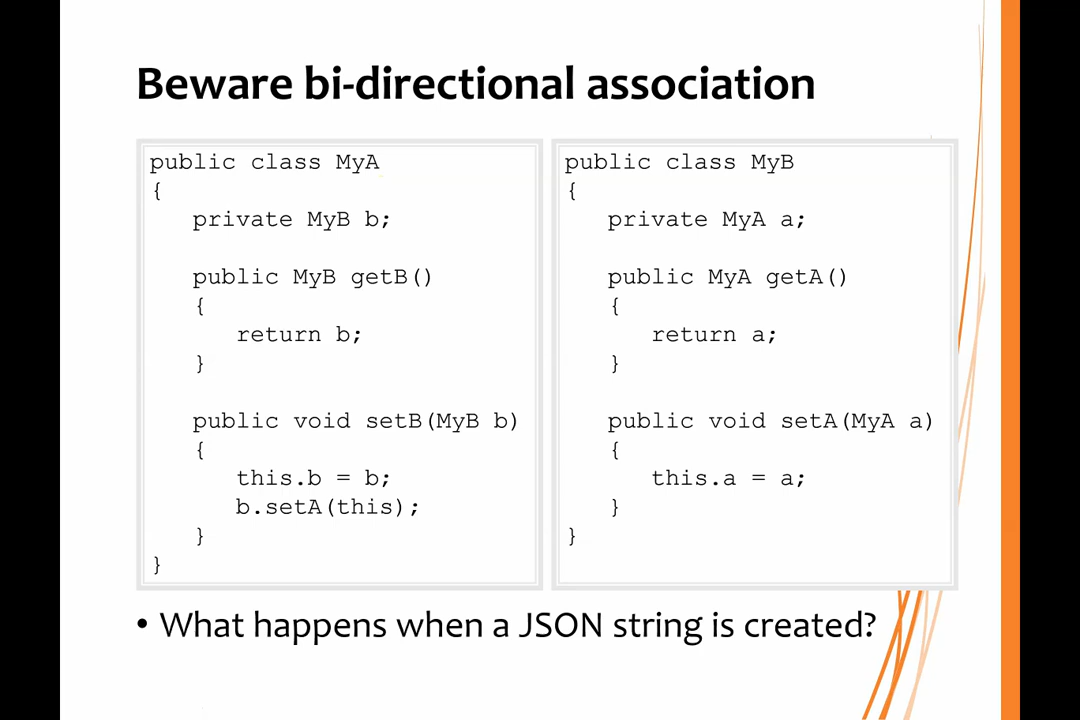 Beware bi-directional association
public class MyA
{
   private MyB b;

   public MyB getB()
   {
      return b;
   }

   public void setB(MyB b)
   {
      this.b = b;
      b.setA(this);
   }
}
public class MyB
{
   private MyA a;

   public MyA getA()
   {
      return a;
   }

   public void setA(MyA a)
   {
      this.a = a;
   }
}
• What happens when a JSON string is created?